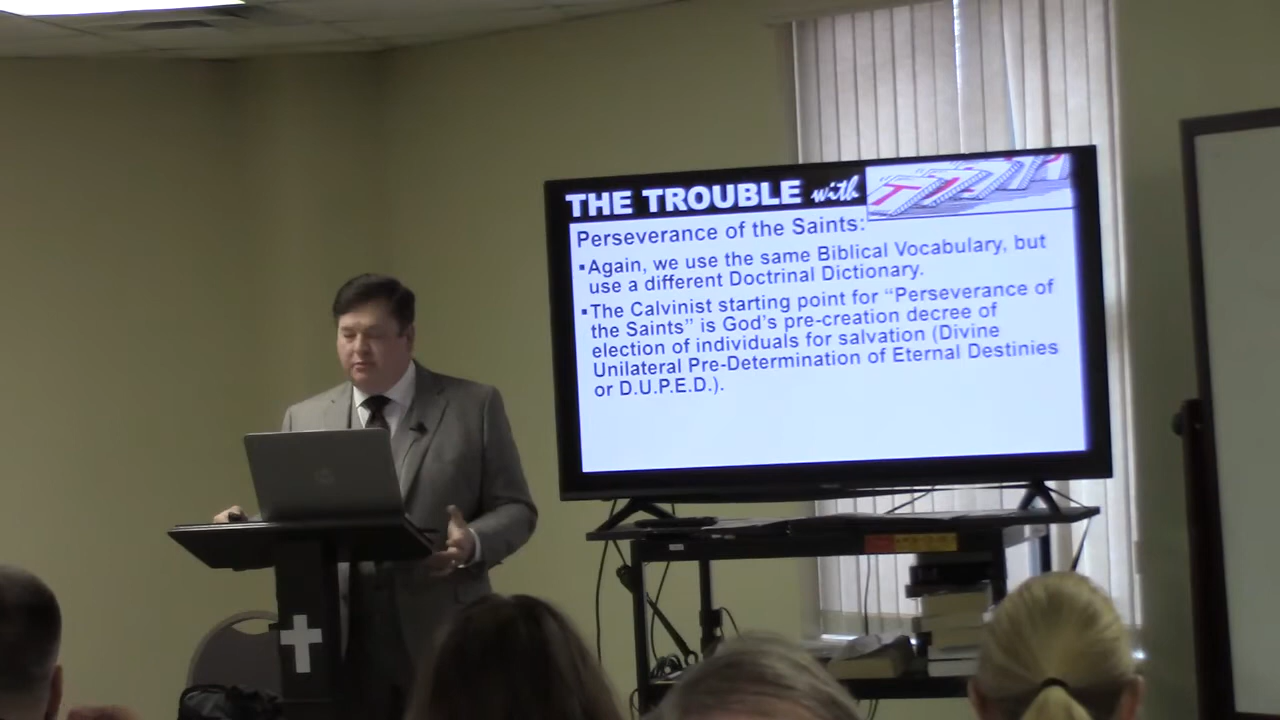 THE TROUBLE with
Perseverance of the Saints:
▪Again, we use the same Biblical Vocabulary, but
use a different Doctrinal Dictionary.
▪The Calvinist starting point for “Perseverance of
the Saints” is God’s pre-creation decree of
election of individuals for salvation (Divine
Unilateral Pre-Determination of Eternal Destinies
or D.U.P.E.D.).